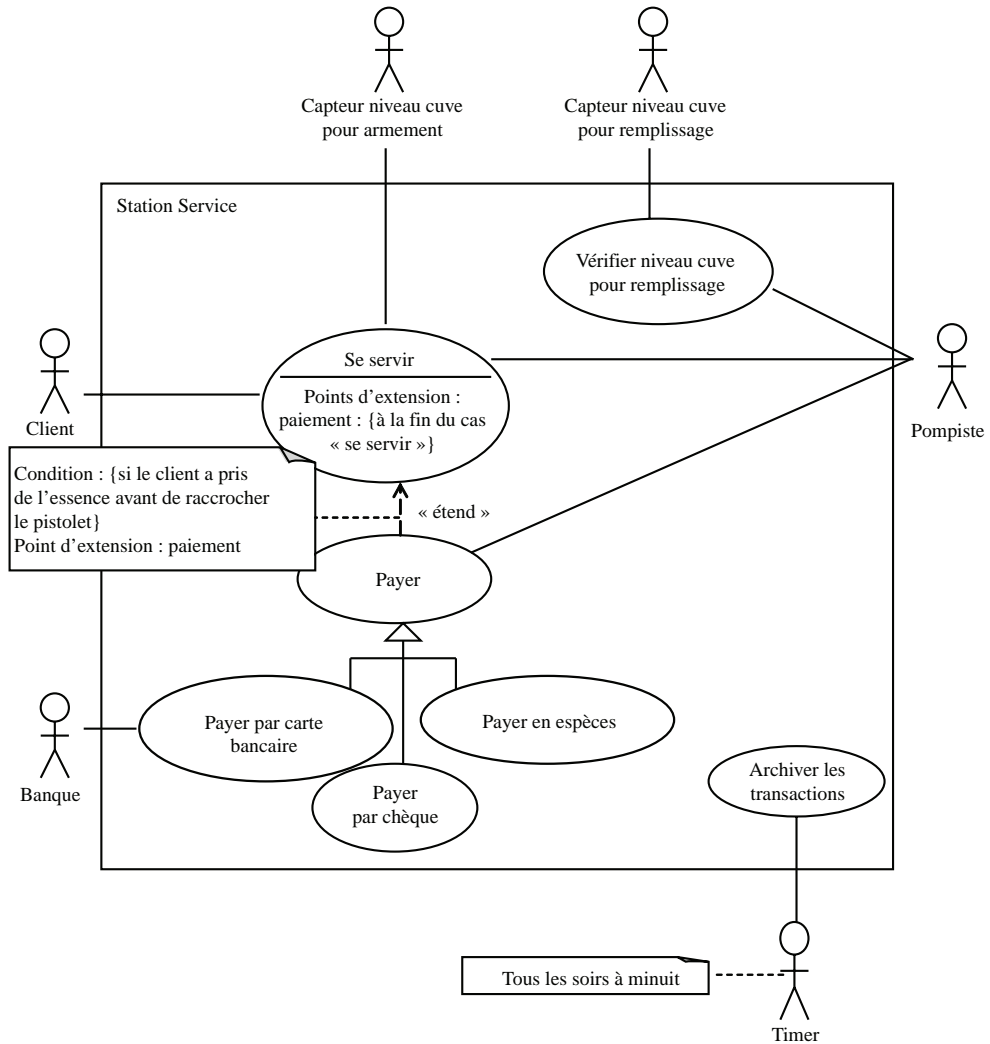 Capteur niveau cuve
pour armement
Capteur niveau cuve
pour remplissage
Station Service
Vérifier niveau cuve
pour remplissage
Se servir
Points d’extension :
paiement : {à la fin du cas
« se servir »}
Client
Pompiste
Condition : {si le client a pris
de l’essence avant de raccrocher
le pistolet}
Point d’extension : paiement
« étend »
Payer
Payer par carte
bancaire
Payer en espèces
Banque
Payer
par chèque
Archiver les
transactions
Tous les soirs à minuit
Timer